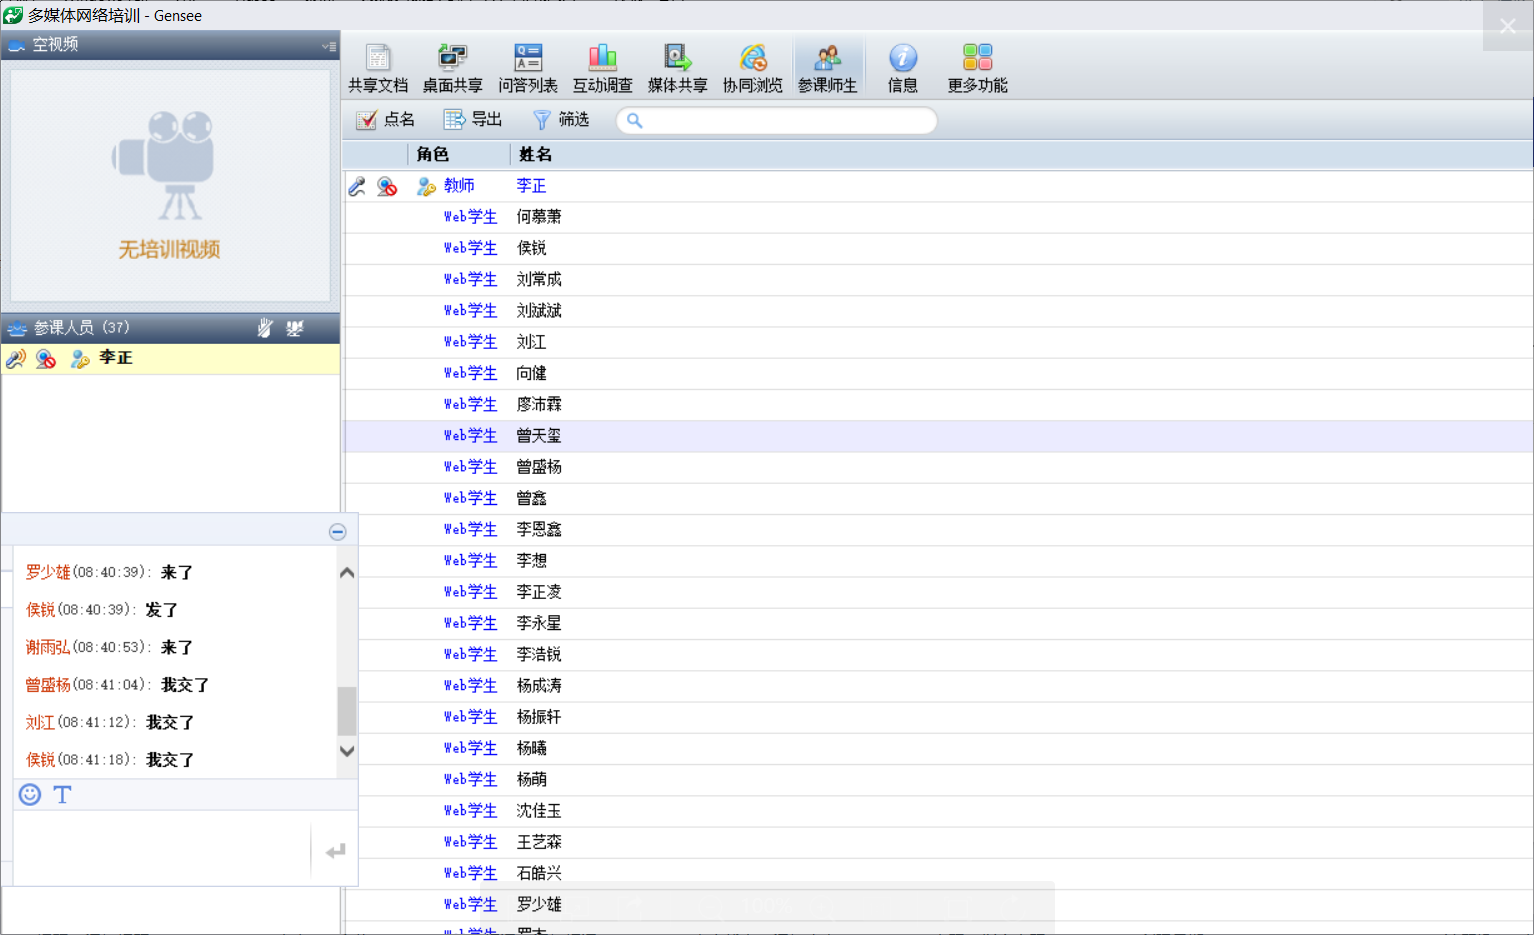 多媒体网络培训 - Gensee
空视频
无培训视频
参课人员 (37)
李正
罗少雄(08:40:39): 来了
侯锐(08:40:39): 发了
谢雨弘(08:40:53): 来了
曾盛杨(08:41:04): 我交了
刘江(08:41:12): 我交了
侯锐(08:41:18): 我交了
共享文档 桌面共享 问答列表 互动调查 媒体共享 协同浏览 参课师生 信息 更多功能
点名 导出 筛选
角色 姓名
教师 李正
Web学生 何慕萧
Web学生 侯锐
Web学生 刘常成
Web学生 刘斌斌
Web学生 刘江
Web学生 向健
Web学生 廖沛霖
Web学生 曾天玺
Web学生 曾盛杨
Web学生 曾鑫
Web学生 李恩鑫
Web学生 李想
Web学生 李正凌
Web学生 李永星
Web学生 李浩锐
Web学生 杨成涛
Web学生 杨振轩
Web学生 杨曦
Web学生 杨萌
Web学生 沈佳玉
Web学生 王艺森
Web学生 石皓兴
Web学生 罗少雄
Web学生